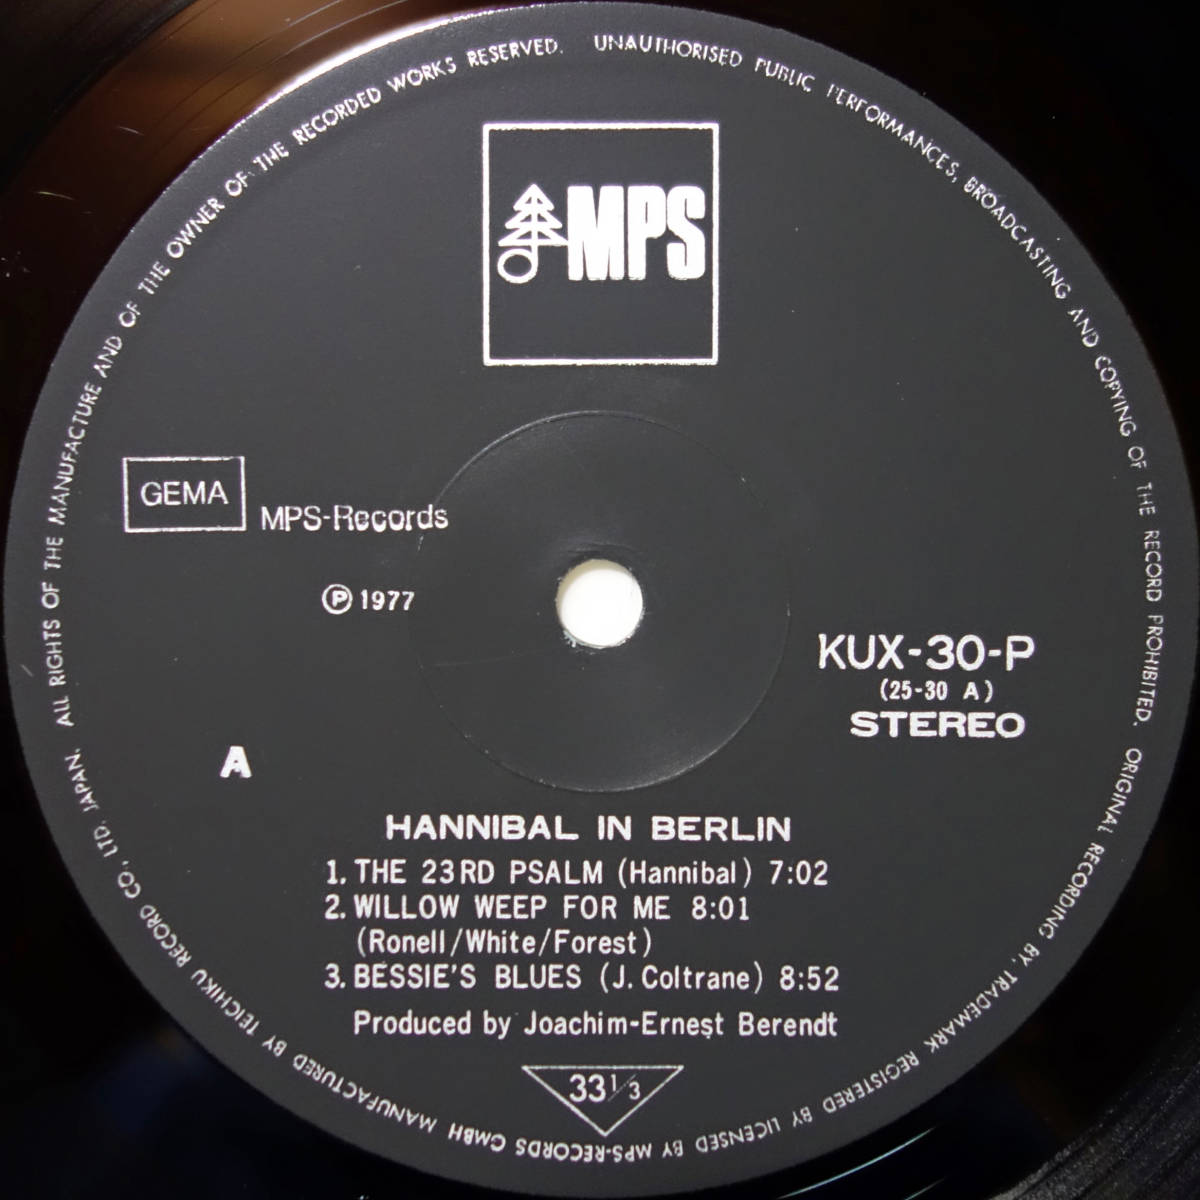 MPS
GEMA
MPS-Records
Ⓟ 1977
KUX-30-P
(25-30 A)
STEREO
A
HANNIBAL IN BERLIN
1. THE 23RD PSALM (Hannibal) 7:02
2. WILLOW WEEP FOR ME 8:01
(Ronell/White/Forest)
3. BESSIE'S BLUES (J. Coltrane) 8:52
Produced by Joachim-Ernest Berendt
33 1/3
ALL RIGHTS OF THE MANUFACTURE AND OF THE OWNER OF THE RECORDED WORKS RESERVED. UNAUTHORISED PUBLIC PERFORMANCES, BROADCASTING AND COPYING OF THE RECORD PROHIBITED. ORIGINAL RECORDING BY, TRADEMARK REGISTERED BY LICENSED BY MPS-RECORDS GMBH MANUFACTURED BY TEICHIKU RECORD CO., LTD. JAPAN.